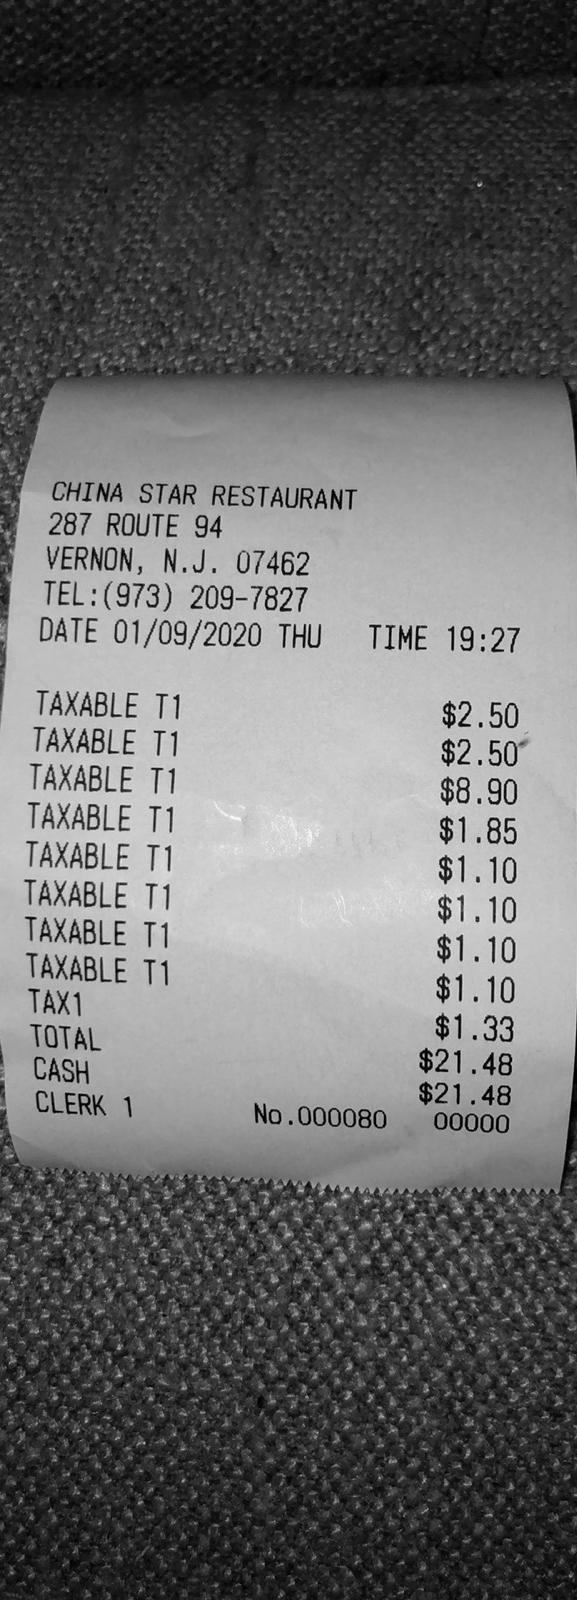 CHINA STAR RESTAURANT
287 ROUTE 94
VERNON, N.J. 07462
TEL:(973) 209-7827
DATE 01/09/2020 THU TIME 19:27
TAXABLE T1 $2.50
TAXABLE T1 $2.50
TAXABLE T1 $8.90
TAXABLE T1 $1.85
TAXABLE T1 $1.10
TAXABLE T1 $1.10
TAXABLE T1 $1.10
TAXABLE T1 $1.10
TAX1 $1.33
TOTAL $21.48
CASH $21.48
CLERK 1 No.000080 00000